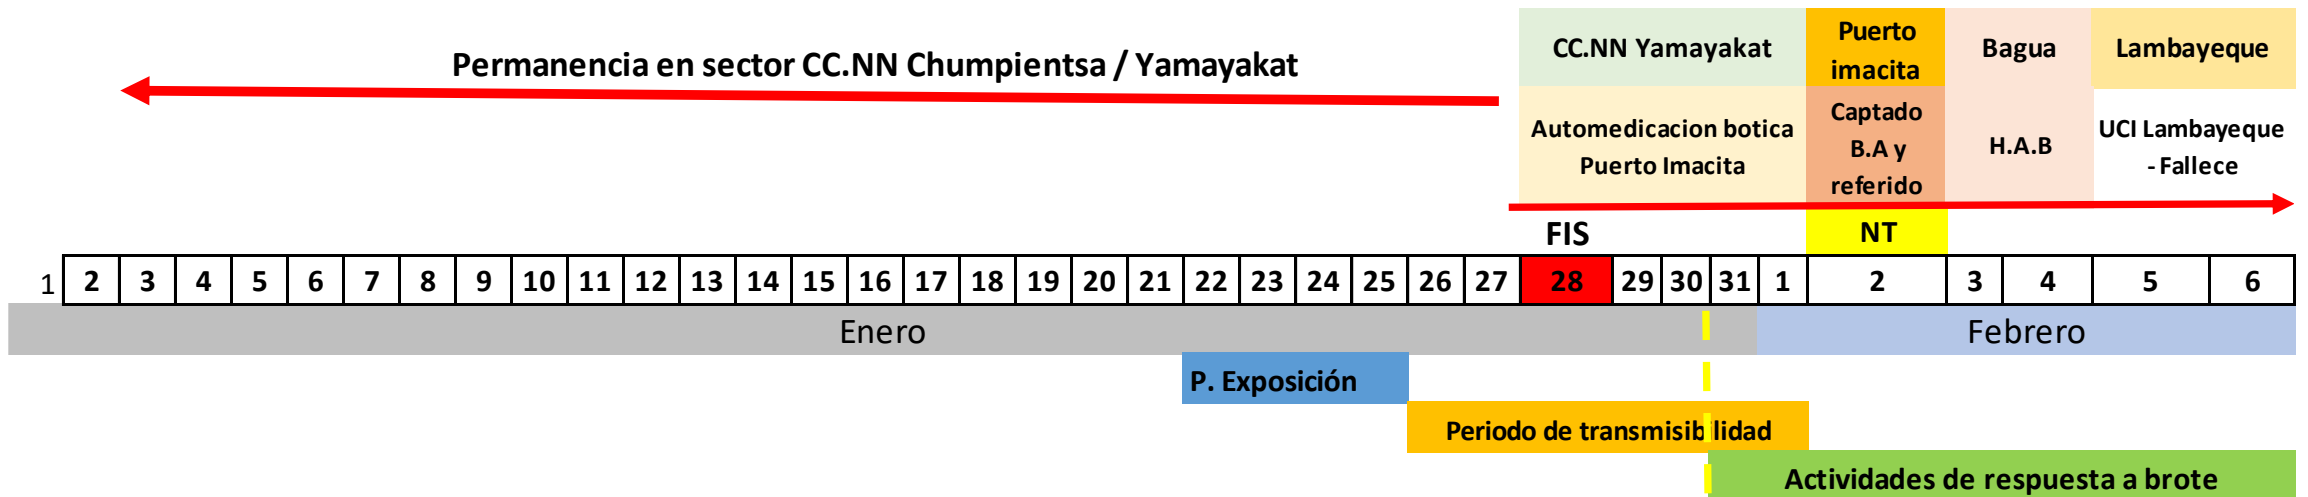 Permanencia en sector CC.NN Chumpientsa / Yamayakat
CC.NN Yamayakat
Puerto
imacita
Bagua
Lambayeque
Automedicacion botica
Puerto Imacita
Captado
B.A y
referido
H.A.B
UCI Lambayeque
- Fallece
FIS
NT
1 2 3 4 5 6 7 8 9 10 11 12 13 14 15 16 17 18 19 20 21 22 23 24 25 26 27 28 29 30 31 1 2 3 4 5 6
Enero
Febrero
P. Exposición
Periodo de transmisibilidad
Actividades de respuesta a brote